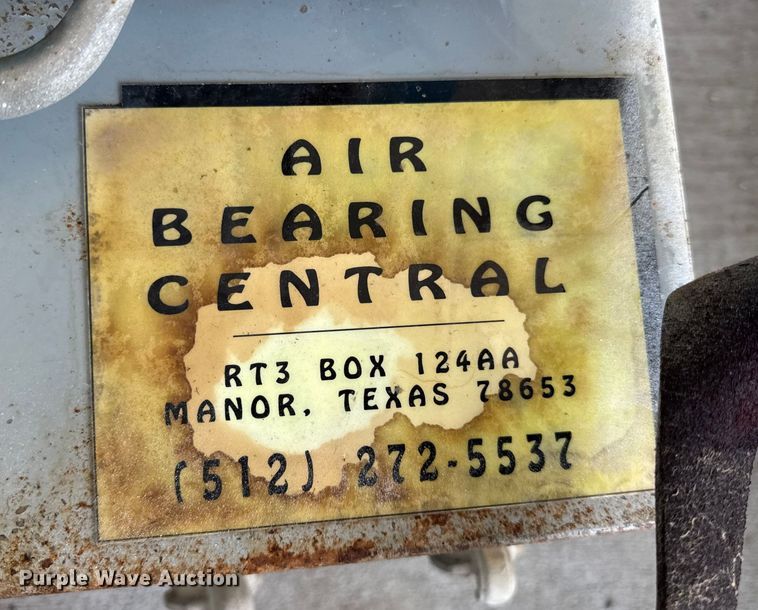 AIR
BEARING
CENTRAL
RT3 BOX 124AA
MANOR, TEXAS 78653
(512) 272-5537
Purple Wave Auction